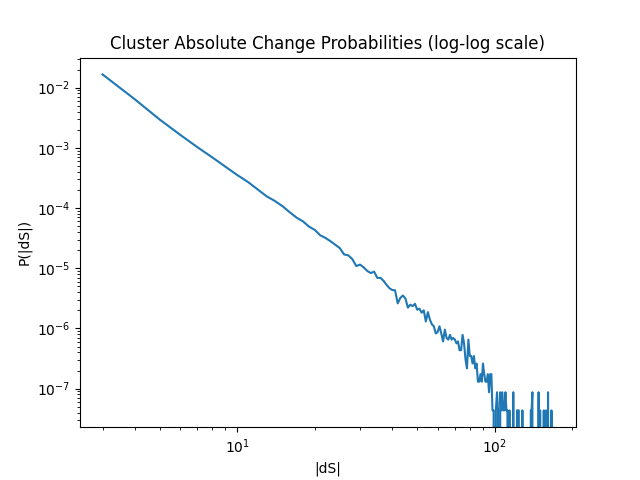 Cluster Absolute Change Probabilities (log-log scale)
P(|dS|)
10⁻²
10⁻³
10⁻⁴
10⁻⁵
10⁻⁶
10⁻⁷
10¹
10²
|dS|